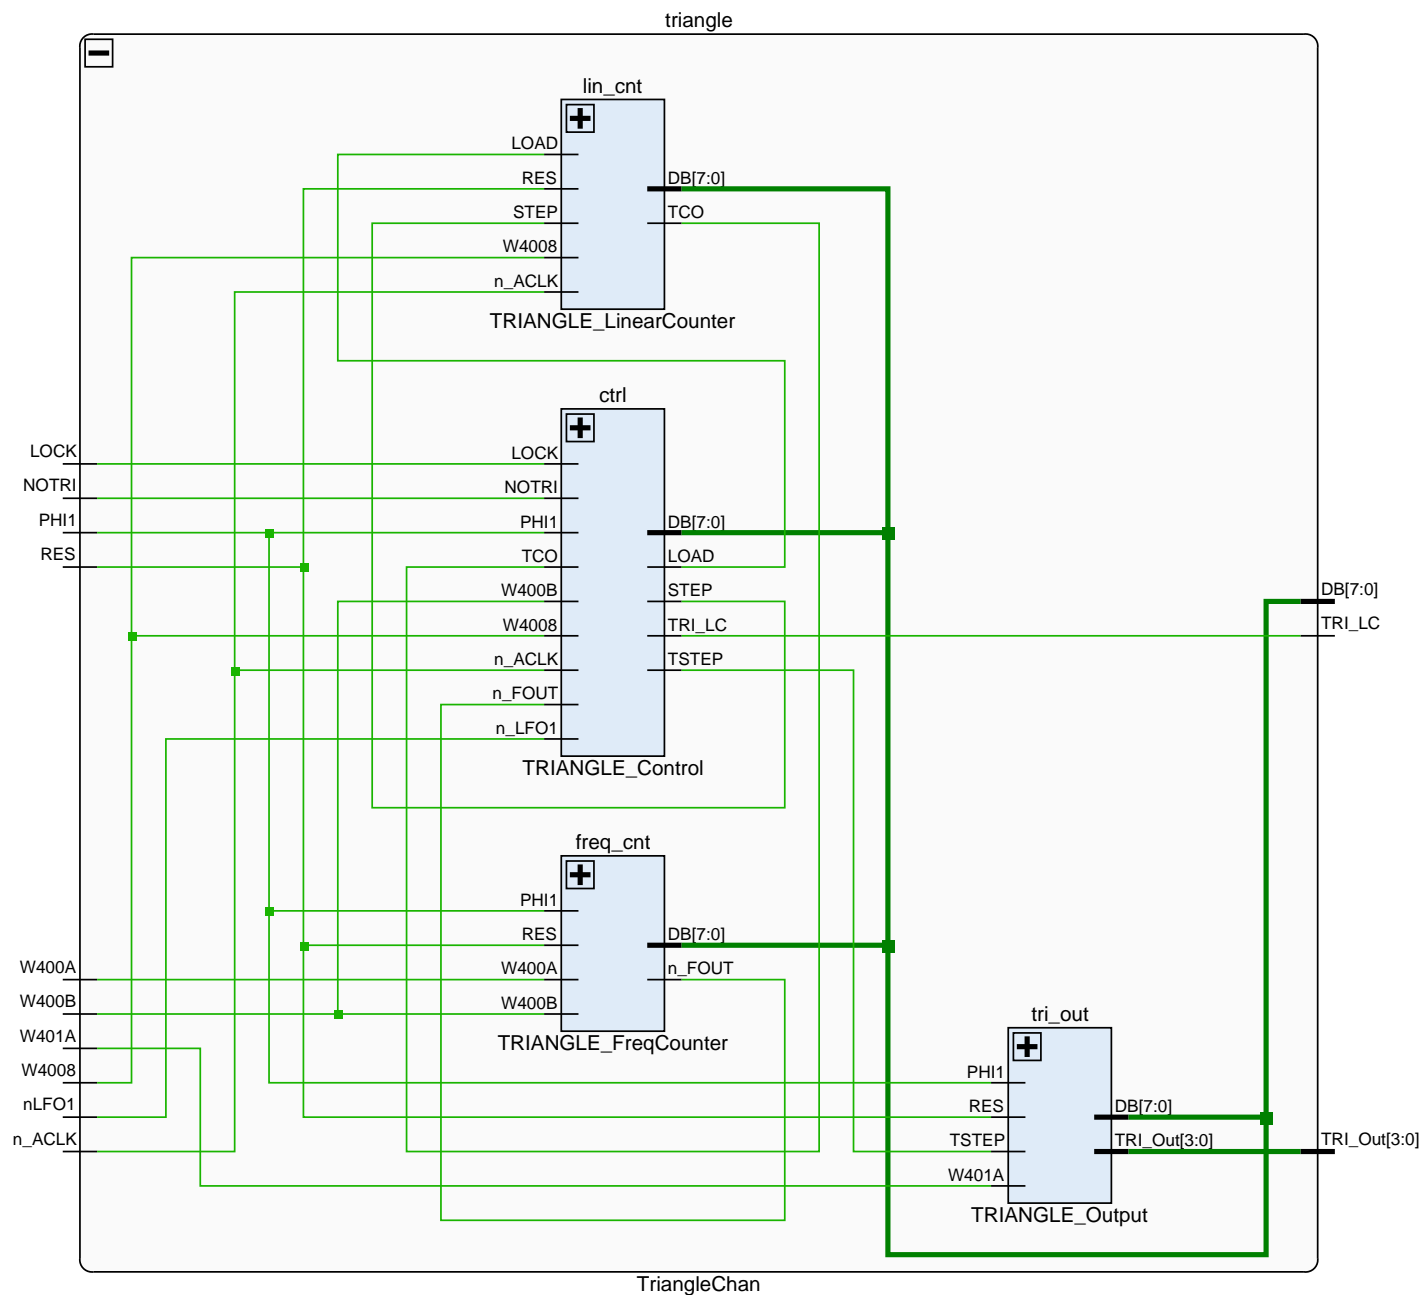 triangle
lin_cnt
LOAD
RES
STEP
W4008
n_ACLK
DB[7:0]
TCO
TRIANGLE_LinearCounter
ctrl
LOCK
NOTRI
PHI1
RES
LOCK
NOTRI
PHI1
TCO
W400B
W4008
n_ACLK
n_FOUT
n_LFO1
DB[7:0]
LOAD
STEP
TRI_LC
TSTEP
TRIANGLE_Control
DB[7:0]
TRI_LC
freq_cnt
PHI1
RES
W400A
W400B
DB[7:0]
n_FOUT
TRIANGLE_FreqCounter
W400A
W400B
W401A
W4008
nLFO1
n_ACLK
tri_out
PHI1
RES
TSTEP
W401A
DB[7:0]
TRI_Out[3:0]
TRIANGLE_Output
TRI_Out[3:0]
TriangleChan